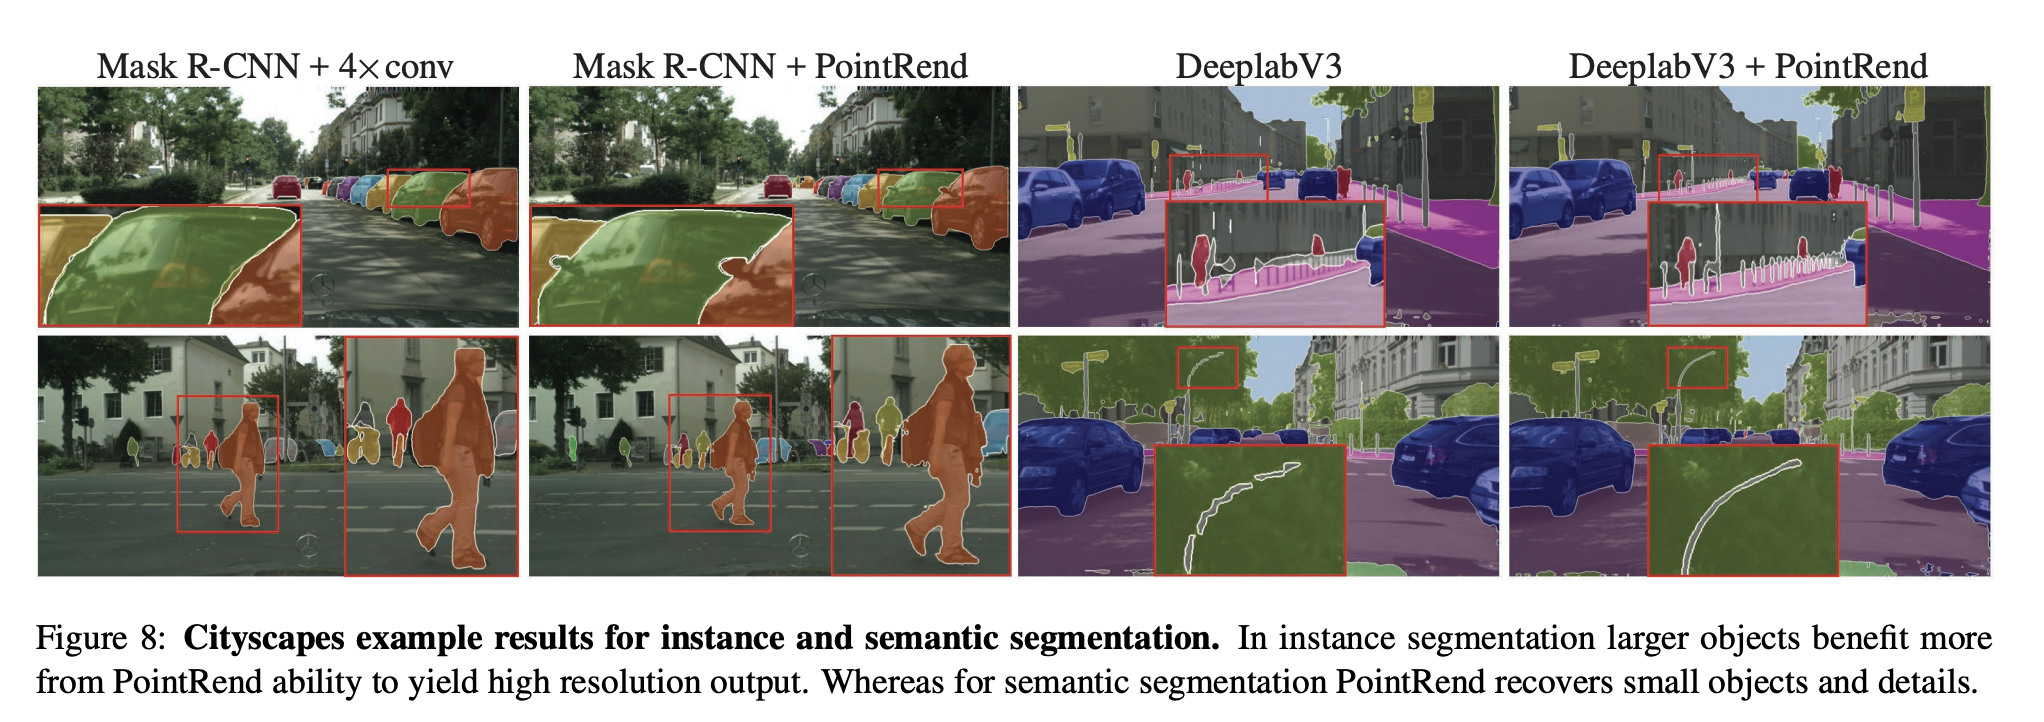 Mask R-CNN + 4× conv
Mask R-CNN + PointRend
DeeplabV3
DeeplabV3 + PointRend
Figure 8: Cityscapes example results for instance and semantic segmentation. In instance segmentation larger objects benefit more
from PointRend ability to yield high resolution output. Whereas for semantic segmentation PointRend recovers small objects and details.